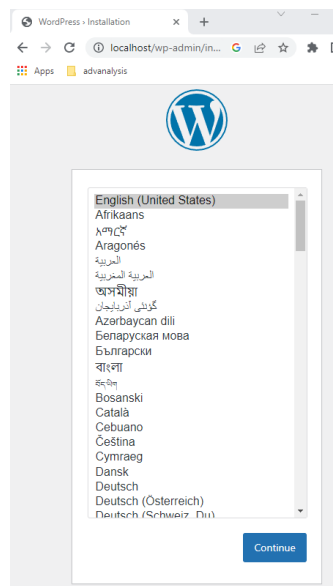 WordPress › Installation
localhost/wp-admin/in...
Apps
advanalysis
English (United States)
Afrikaans
አማርኛ
Aragonés
العربية
العربية المغربية
অসমীয়া
گؤنئی آذربایجان
Azərbaycan dili
Беларуская мова
Български
বাংলা
བོད་ཡིག
Bosanski
Català
Cebuano
Čeština
Cymraeg
Dansk
Deutsch
Deutsch (Österreich)
Deutsch (Schweiz, Du)
Continue